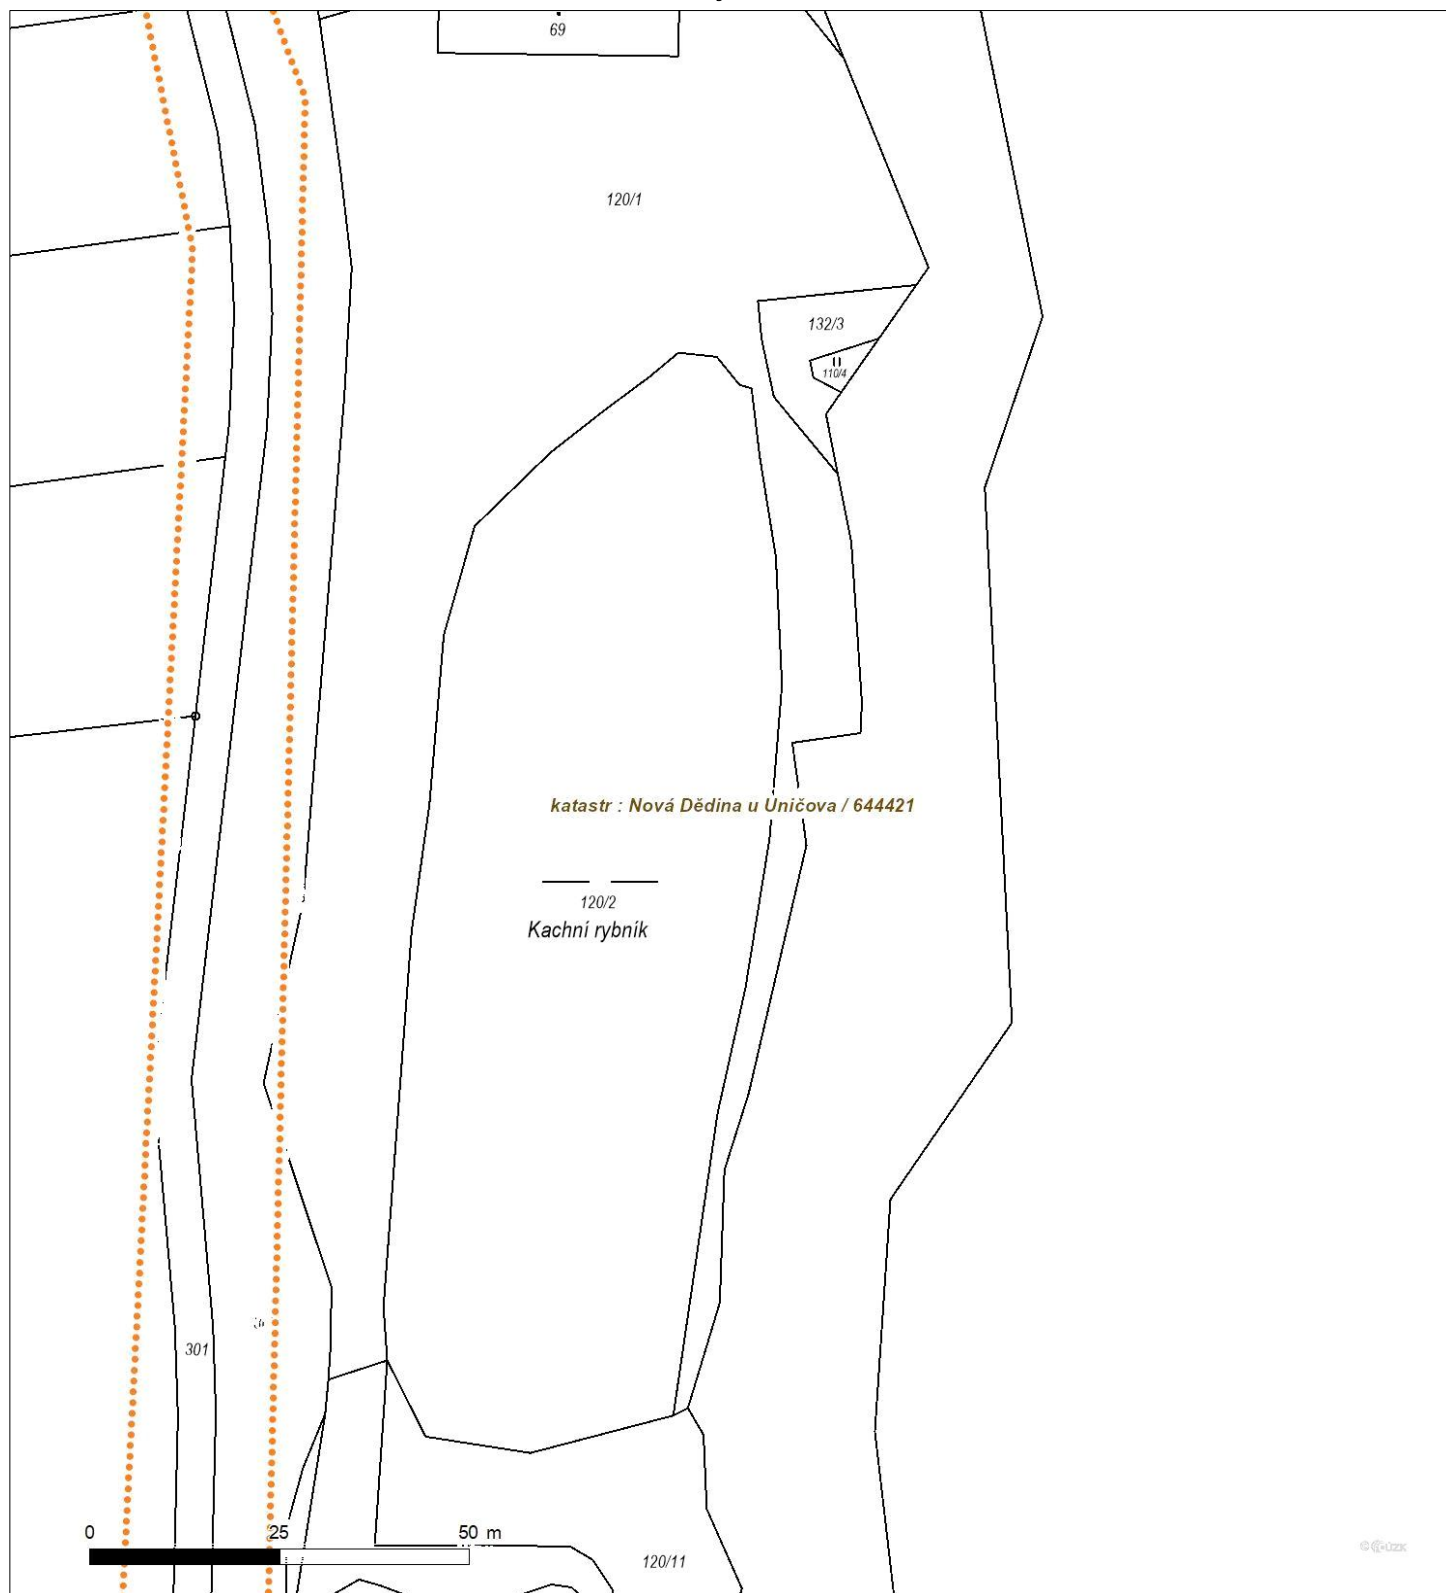 69
120/1
132/3
110/4
katastr : Nová Dědina u Uničova / 644421
120/2
Kachní rybník
301
0 25 50 m
120/11
© ČÚZK